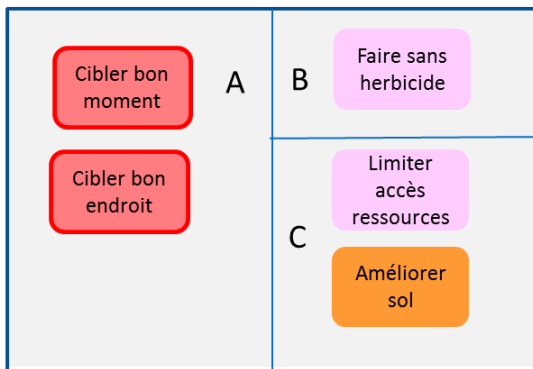 Cibler bon
moment
A
Cibler bon
endroit
B
Faire sans
herbicide
C
Limiter
accès
ressources
Améliorer
sol